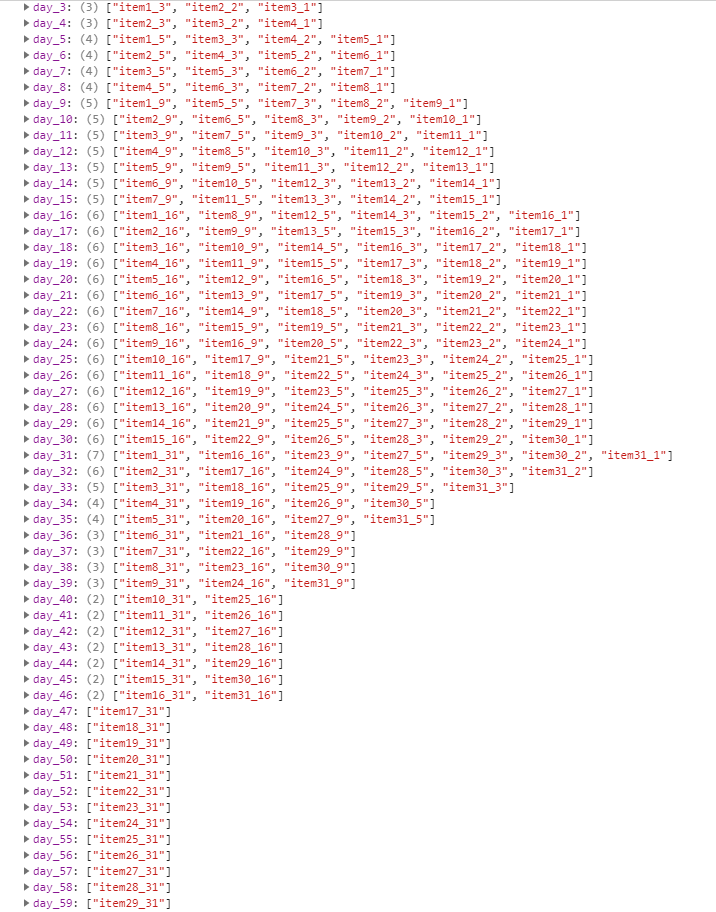 day_3: (3) ["item1_3", "item2_2", "item3_1"]
day_4: (3) ["item2_3", "item3_2", "item4_1"]
day_5: (4) ["item1_5", "item3_3", "item4_2", "item5_1"]
day_6: (4) ["item2_5", "item4_3", "item5_2", "item6_1"]
day_7: (4) ["item3_5", "item5_3", "item6_2", "item7_1"]
day_8: (4) ["item4_5", "item6_3", "item7_2", "item8_1"]
day_9: (5) ["item1_9", "item5_5", "item7_3", "item8_2", "item9_1"]
day_10: (5) ["item2_9", "item6_5", "item8_3", "item9_2", "item10_1"]
day_11: (5) ["item3_9", "item7_5", "item9_3", "item10_2", "item11_1"]
day_12: (5) ["item4_9", "item8_5", "item10_3", "item11_2", "item12_1"]
day_13: (5) ["item5_9", "item9_5", "item11_3", "item12_2", "item13_1"]
day_14: (5) ["item6_9", "item10_5", "item12_3", "item13_2", "item14_1"]
day_15: (5) ["item7_9", "item11_5", "item13_3", "item14_2", "item15_1"]
day_16: (6) ["item1_16", "item8_9", "item12_5", "item14_3", "item15_2", "item16_1"]
day_17: (6) ["item2_16", "item9_9", "item13_5", "item15_3", "item16_2", "item17_1"]
day_18: (6) ["item3_16", "item10_9", "item14_5", "item16_3", "item17_2", "item18_1"]
day_19: (6) ["item4_16", "item11_9", "item15_5", "item17_3", "item18_2", "item19_1"]
day_20: (6) ["item5_16", "item12_9", "item16_5", "item18_3", "item19_2", "item20_1"]
day_21: (6) ["item6_16", "item13_9", "item17_5", "item19_3", "item20_2", "item21_1"]
day_22: (6) ["item7_16", "item14_9", "item18_5", "item20_3", "item21_2", "item22_1"]
day_23: (6) ["item8_16", "item15_9", "item19_5", "item21_3", "item22_2", "item23_1"]
day_24: (6) ["item9_16", "item16_9", "item20_5", "item22_3", "item23_2", "item24_1"]
day_25: (6) ["item10_16", "item17_9", "item21_5", "item23_3", "item24_2", "item25_1"]
day_26: (6) ["item11_16", "item18_9", "item22_5", "item24_3", "item25_2", "item26_1"]
day_27: (6) ["item12_16", "item19_9", "item23_5", "item25_3", "item26_2", "item27_1"]
day_28: (6) ["item13_16", "item20_9", "item24_5", "item26_3", "item27_2", "item28_1"]
day_29: (6) ["item14_16", "item21_9", "item25_5", "item27_3", "item28_2", "item29_1"]
day_30: (6) ["item15_16", "item22_9", "item26_5", "item28_3", "item29_2", "item30_1"]
day_31: (7) ["item1_31", "item16_16", "item23_9", "item27_5", "item29_3", "item30_2", "item31_1"]
day_32: (6) ["item2_31", "item17_16", "item24_9", "item28_5", "item30_3", "item31_2"]
day_33: (5) ["item3_31", "item18_16", "item25_9", "item29_5", "item31_3"]
day_34: (4) ["item4_31", "item19_16", "item26_9", "item30_5"]
day_35: (4) ["item5_31", "item20_16", "item27_9", "item31_5"]
day_36: (3) ["item6_31", "item21_16", "item28_9"]
day_37: (3) ["item7_31", "item22_16", "item29_9"]
day_38: (3) ["item8_31", "item23_16", "item30_9"]
day_39: (3) ["item9_31", "item24_16", "item31_9"]
day_40: (2) ["item10_31", "item25_16"]
day_41: (2) ["item11_31", "item26_16"]
day_42: (2) ["item12_31", "item27_16"]
day_43: (2) ["item13_31", "item28_16"]
day_44: (2) ["item14_31", "item29_16"]
day_45: (2) ["item15_31", "item30_16"]
day_46: (2) ["item16_31", "item31_16"]
day_47: ["item17_31"]
day_48: ["item18_31"]
day_49: ["item19_31"]
day_50: ["item20_31"]
day_51: ["item21_31"]
day_52: ["item22_31"]
day_53: ["item23_31"]
day_54: ["item24_31"]
day_55: ["item25_31"]
day_56: ["item26_31"]
day_57: ["item27_31"]
day_58: ["item28_31"]
day_59: ["item29_31"]